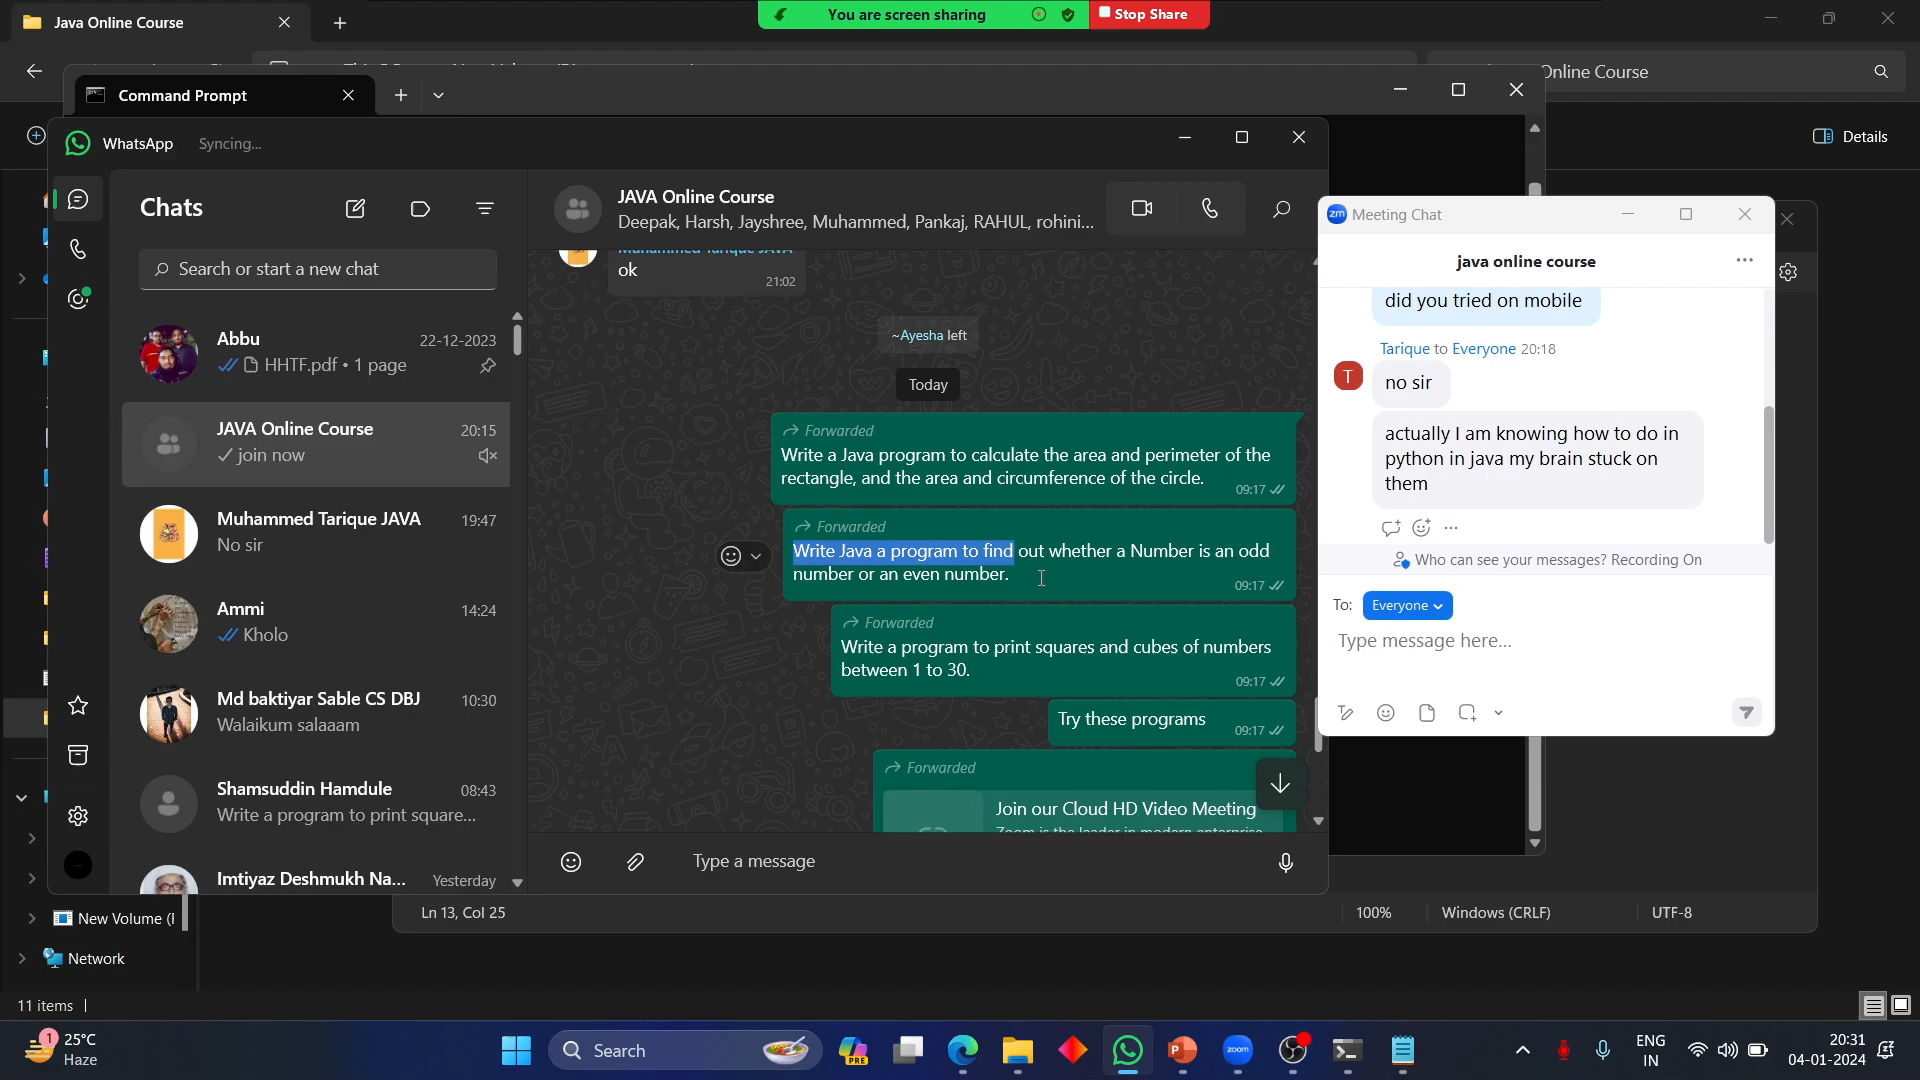 Java Online Course
You are screen sharing
Stop Share
Online Course
Command Prompt
Details
WhatsApp
Syncing...
Chats
Search or start a new chat
Abbu
22-12-2023
HHTF.pdf • 1 page
JAVA Online Course
20:15
join now
Muhammed Tarique JAVA
19:47
No sir
Ammi
14:24
Kholo
Md baktiyar Sable CS DBJ
10:30
Walaikum salaaam
Shamsuddin Hamdule
08:43
Write a program to print square...
Imtiyaz Deshmukh Na...
Yesterday
JAVA Online Course
Deepak, Harsh, Jayshree, Muhammed, Pankaj, RAHUL, rohini...
Muhammed Tarique JAVA
ok
21:02
~Ayesha left
Today
Forwarded
Write a Java program to calculate the area and perimeter of the
rectangle, and the area and circumference of the circle.
09:17
Forwarded
Write Java a program to find out whether a Number is an odd
number or an even number.
09:17
Forwarded
Write a program to print squares and cubes of numbers
between 1 to 30.
09:17
Try these programs
09:17
Forwarded
Join our Cloud HD Video Meeting
Type a message
zm Meeting Chat
java online course
did you tried on mobile
Tarique to Everyone 20:18
T
no sir
actually I am knowing how to do in
python in java my brain stuck on
them
Who can see your messages? Recording On
To: Everyone
Type message here...
Ln 13, Col 25
100%
Windows (CRLF)
UTF-8
New Volume (
Network
11 items
1
25°C
Haze
Search
PRE
zoom
ENG
IN
20:31
04-01-2024